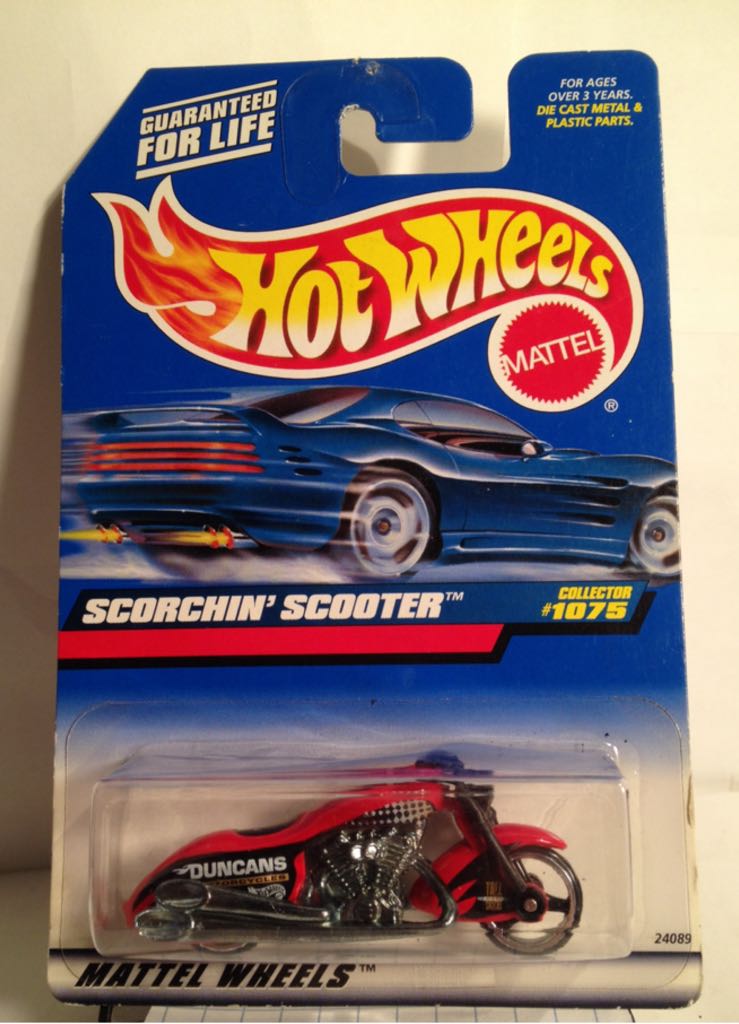 GUARANTEED
FOR LIFE
FOR AGES
OVER 3 YEARS.
DIE CAST METAL &
PLASTIC PARTS.
HOT WHEELS
MATTEL
®
SCORCHIN' SCOOTER™
COLLECTOR
#1075
DUNCANS
MOTORCYCLES
24089
MATTEL WHEELS™